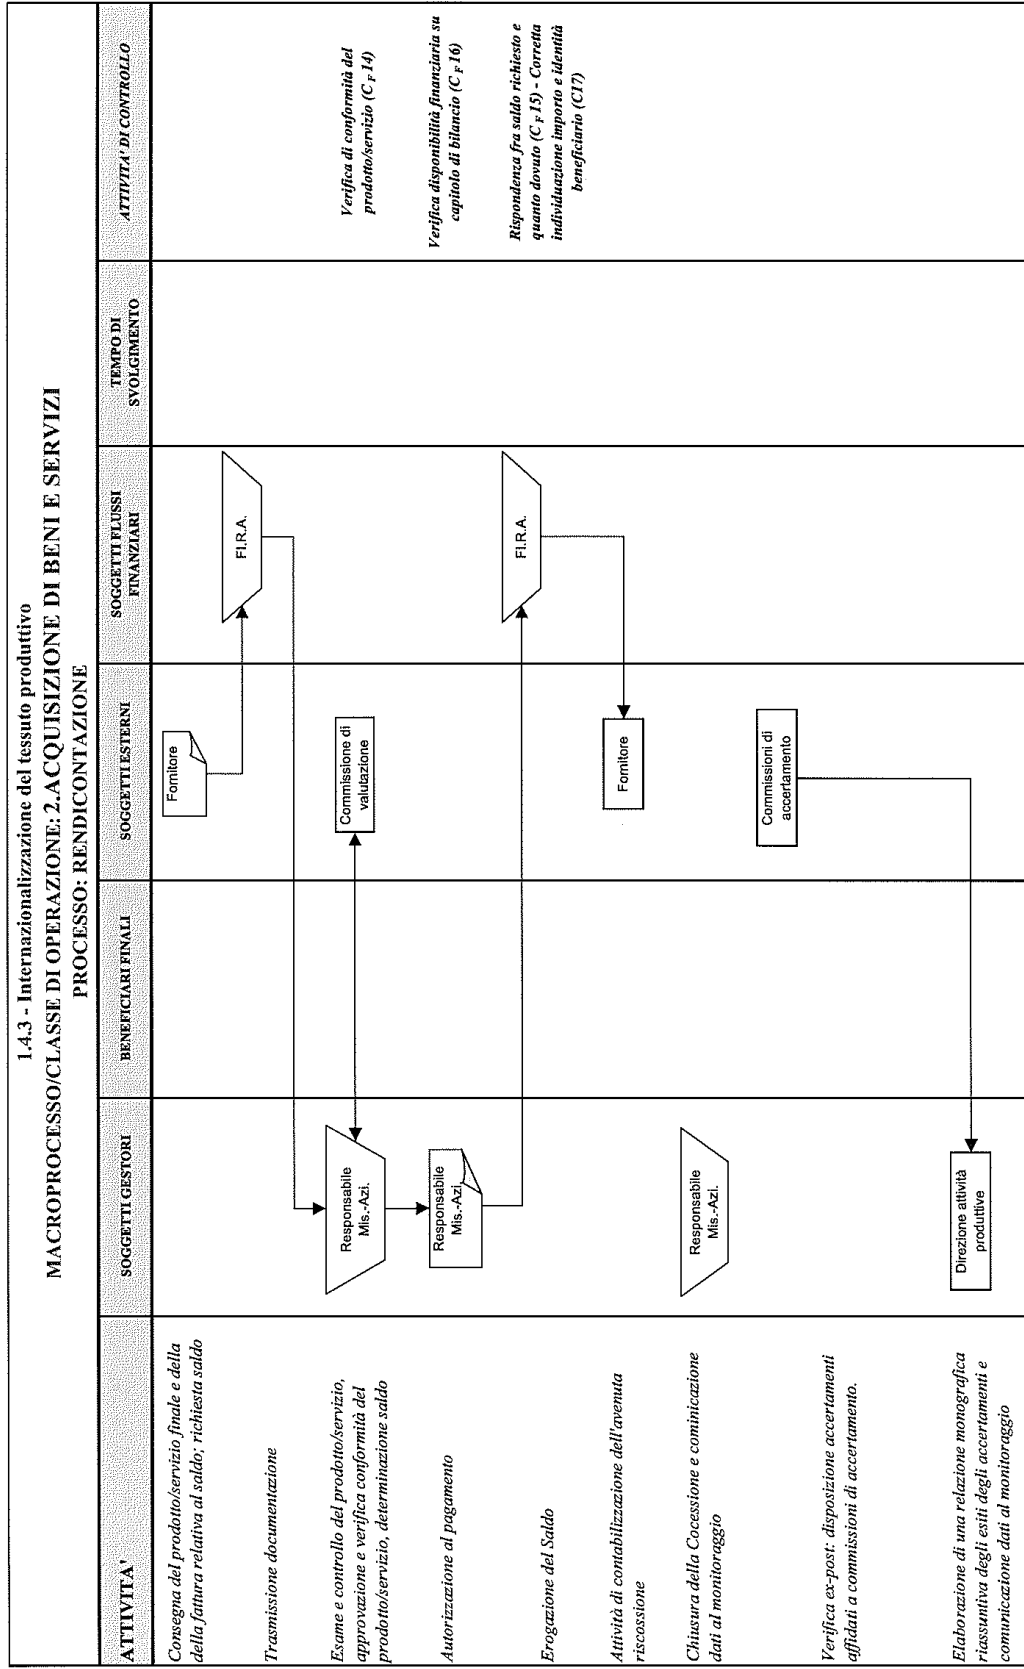 1.4.3 - Internazionalizzazione del tessuto produttivo
MACROPROCESSO/CLASSE DI OPERAZIONE: 2.ACQUISIZIONE DI BENI E SERVIZI
PROCESSO: RENDICONTAZIONE
ATTIVITA'
SOGGETTI GESTORI
BENEFICIARI FINALI
SOGGETTI ESTERNI
SOGGETTI FLUSSI
FINANZIARI
TEMPO DI
SVOLGIMENTO
ATTIVITA' DI CONTROLLO
Consegna del prodotto/servizio finale e della
della fattura relativa al saldo; richiesta saldo
Fornitore
Trasmissione documentazione
FI.R.A.
Esame e controllo del prodotto/servizio,
approvazione e verifica conformità del
prodotto/servizio, determinazione saldo
Responsabile
Mis.-Azi.
Commissione di
valutazione
Verifica di conformità del
prodotto/servizio (C F 14)
Autorizzazione al pagamento
Responsabile
Mis.-Azi.
Verifica disponibilità finanziaria su
capitolo di bilancio (C F 16)
Erogazione del Saldo
FI.R.A.
Rispondenza fra saldo richiesto e
quanto dovuto (C F 15) - Corretta
individuazione importo e identità
beneficiario (C17)
Attività di contabilizzazione dell'avenuta
riscossione
Fornitore
Chiusura della Cocessione e cominicazione
dati al monitoraggio
Responsabile
Mis.-Azi.
Verifica ex-post: disposizione accertamenti
affidati a commissioni di accertamento.
Commissioni di
accertamento
Elaborazione di una relazione monografica
riassuntiva degli esiti degli accertamenti e
comunicazione dati al monitoraggio
Direzione attività
produttive